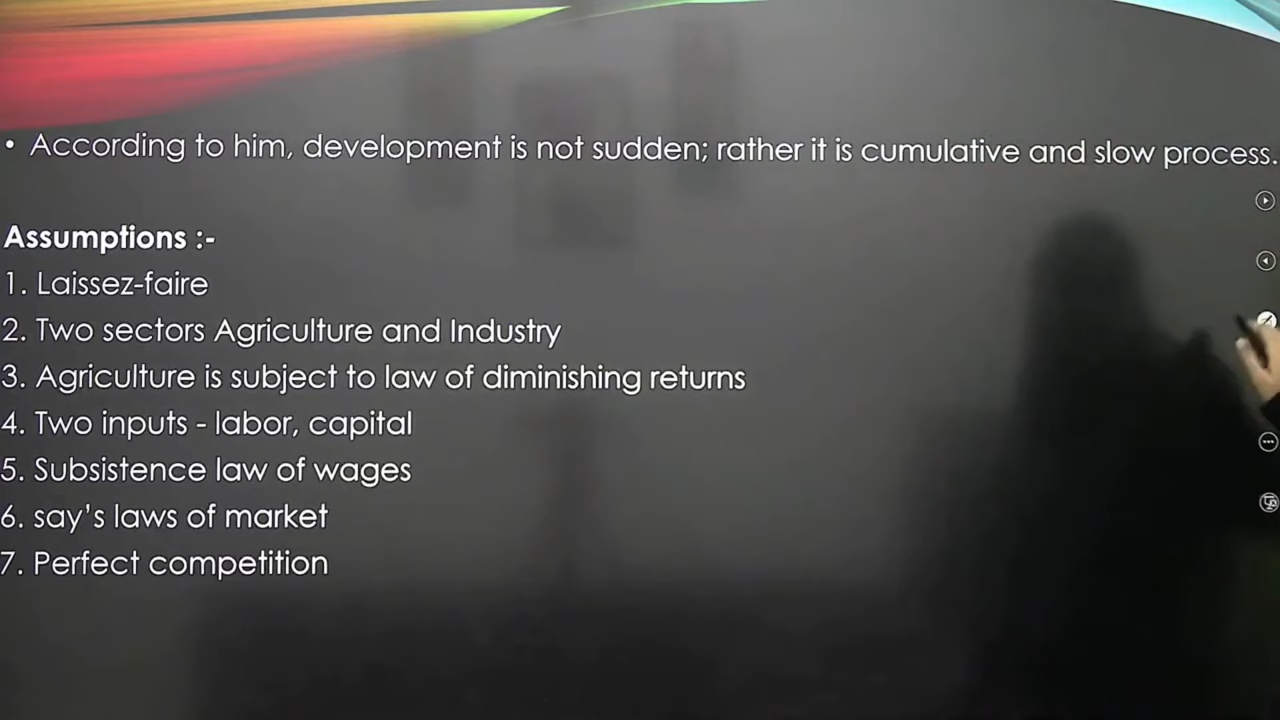 • According to him, development is not sudden; rather it is cumulative and slow process.
Assumptions :-
1. Laissez-faire
2. Two sectors Agriculture and Industry
3. Agriculture is subject to law of diminishing returns
4. Two inputs - labor, capital
5. Subsistence law of wages
6. say's laws of market
7. Perfect competition